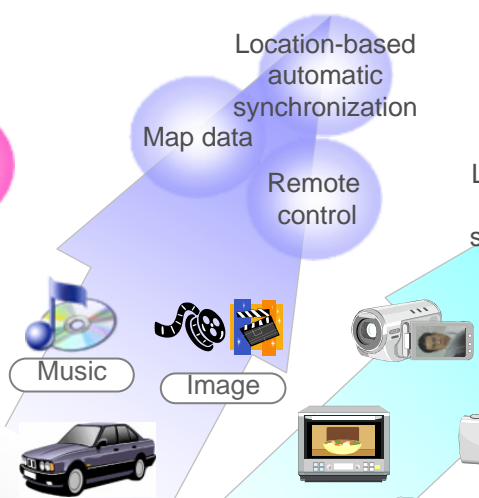 Location-based
automatic
synchronization
Map data
Remote
control
L
s
Music
Image